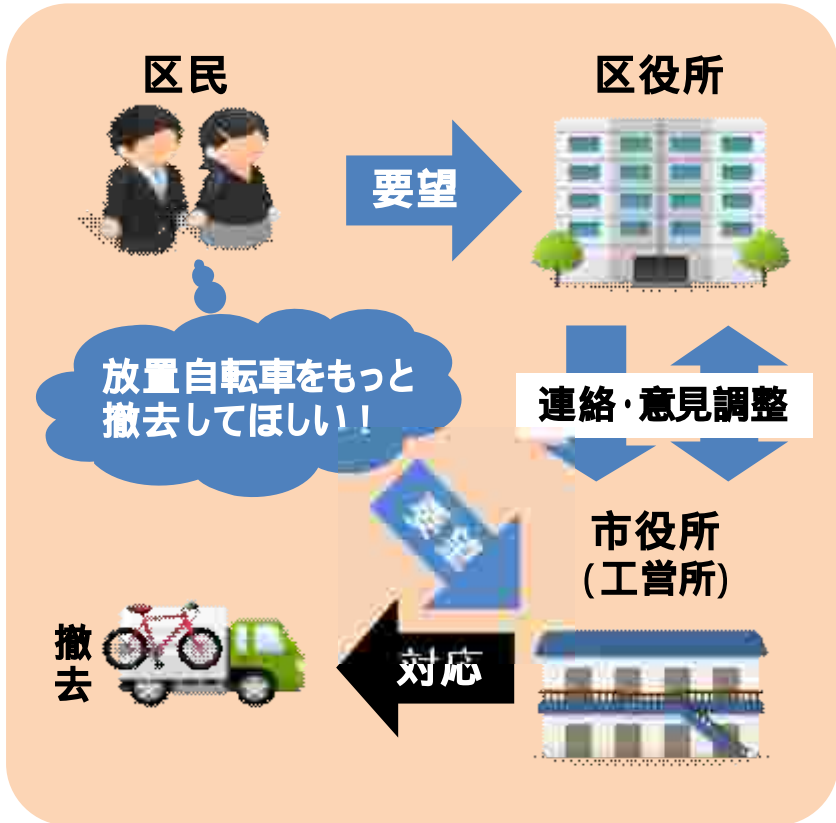 区民
区役所
要望
放置自転車をもっと
撤去してほしい！
連絡・意見調整
要望
市役所
(工営所)
撤去
対応